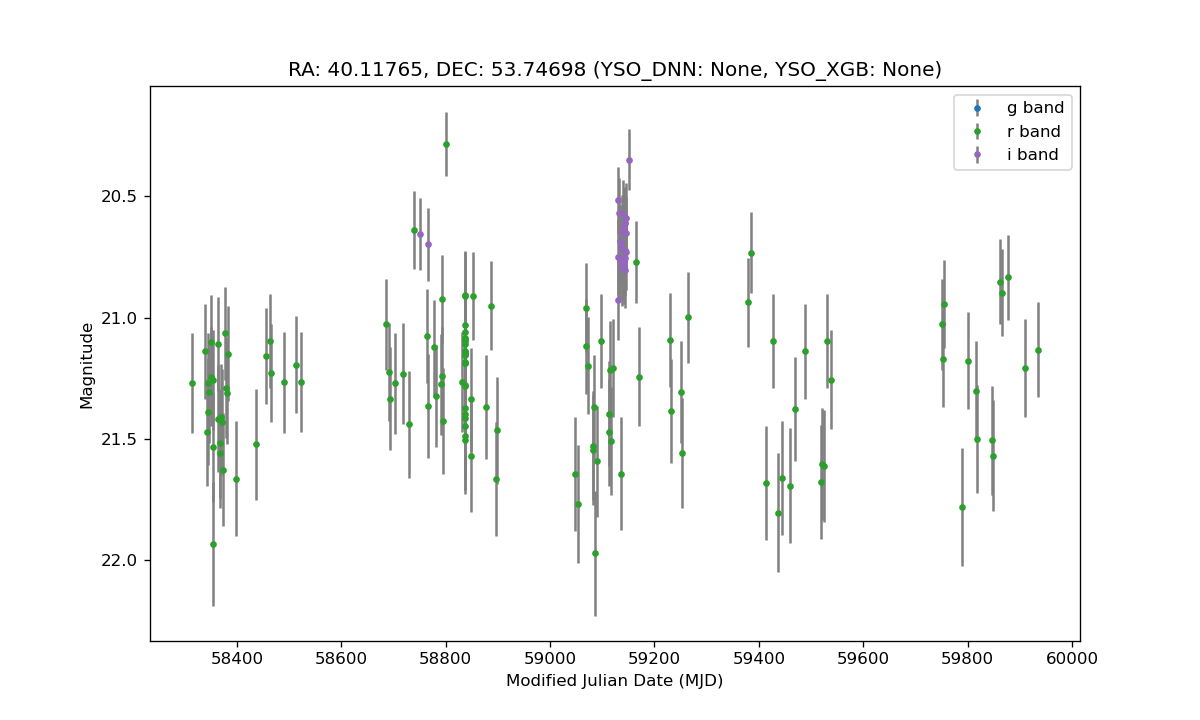 RA: 40.11765, DEC: 53.74698 (YSO_DNN: None, YSO_XGB: None)
g band
r band
i band
20.5
21.0
21.5
22.0
Magnitude
58400 58600 58800 59000 59200 59400 59600 59800 60000
Modified Julian Date (MJD)